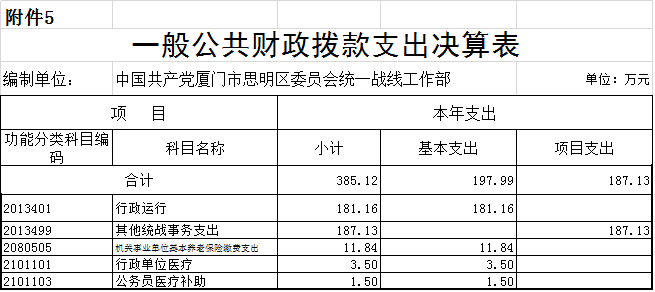 附件5
一般公共财政拨款支出决算表
编制单位： 中国共产党厦门市思明区委员会统一战线工作部 单位：万元
项 目 本年支出
功能分类科目编码 科目名称 小计 基本支出 项目支出
合计 385.12 197.99 187.13
2013401 行政运行 181.16 181.16
2013499 其他统战事务支出 187.13 187.13
2080505 机关事业单位基本养老保险缴费支出 11.84 11.84
2101101 行政单位医疗 3.50 3.50
2101103 公务员医疗补助 1.50 1.50